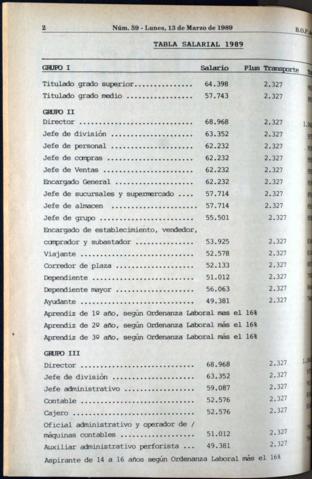 2 Núm. 59 - Lunes, 13 de Marzo de 1989 B.O.P.
TABLA SALARIAL 1989
GRUPO I Salario Plus Transporte
Titulado grado superior............... 64.398 2.327
Titulado grado medio ................. 57.743 2.327
GRUPO II
Director ............................. 68.968 2.327
Jefe de división ..................... 63.352 2.327
Jefe de personal ..................... 62.232 2.327
Jefe de compras ...................... 62.232 2.327
Jefe de Ventas ....................... 62.232 2.327
Encargado General .................... 62.232 2.327
Jefe de sucursales y supermercado .... 57.714 2.327
Jefe de almacen ...................... 57.714 2.327
Jefe de grupo ........................ 55.501 2.327
Encargado de establecimiento, vendedor,
comprador y subastador ............... 53.925 2.327
Viajante ............................. 52.578 2.327
Corredor de plaza .................... 52.133 2.327
Dependiente .......................... 51.012 2.327
Dependiente mayor .................... 56.063 2.327
Ayudante ............................. 49.381 2.327
Aprendiz de 1º año, según Ordenanza Laboral mas el 16%
Aprendiz de 2º año, según Ordenanza Laboral más el 16%
Aprendiz de 3º año, según Ordenanza Laboral más el 16%
GRUPO III
Director ............................. 68.968 2.327
Jefe de división ..................... 63.352 2.327
Jefe administrativo .................. 59.087 2.327
Contable ............................. 52.576 2.327
Cajero ............................... 52.576 2.327
Oficial administrativo y operador de /
máquinas contables ................... 51.012 2.327
Auxiliar administrativo perforista ... 49.381 2.327
Aspirante de 14 a 16 años según Ordenanza Laboral más el 16%